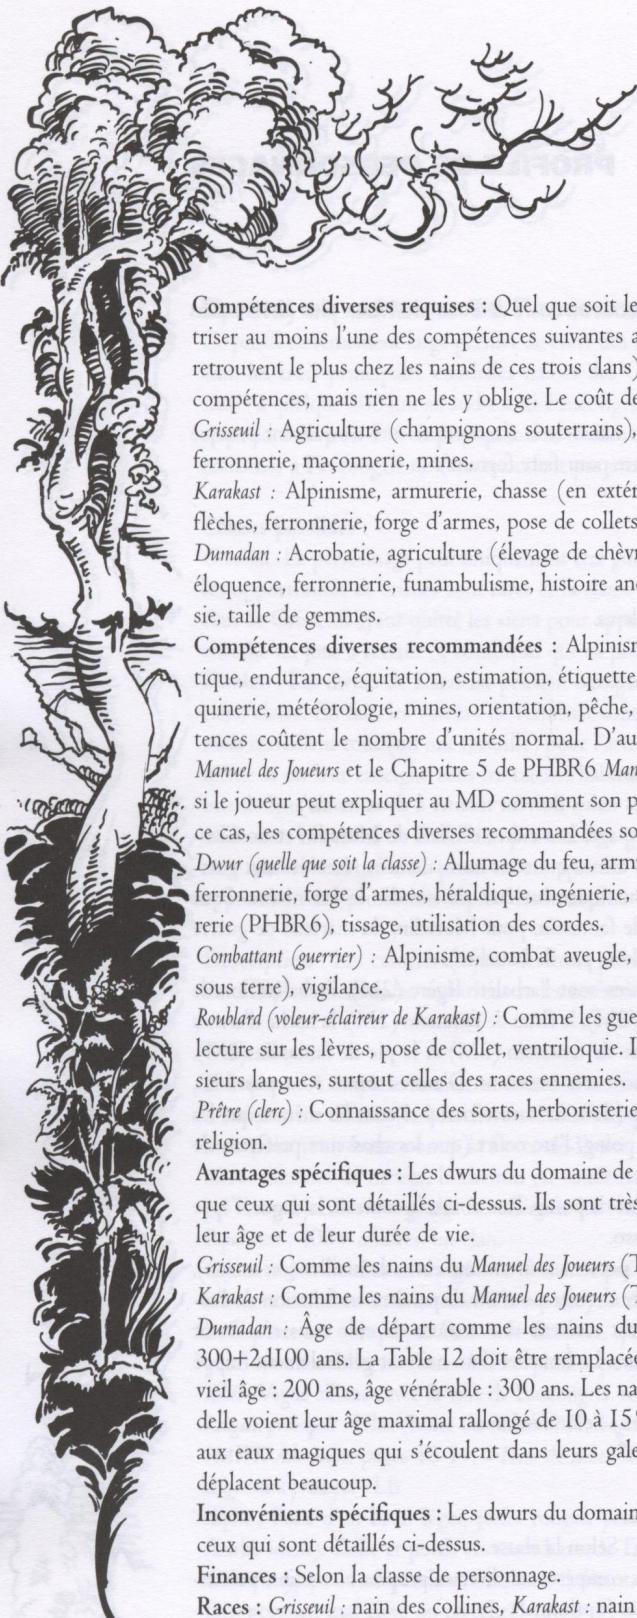 Compétences diverses requises : Quel que soit le
triser au moins l'une des compétences suivantes a
retrouvent le plus chez les nains de ces trois clans)
compétences, mais rien ne les y oblige. Le coût de
Grisseuil : Agriculture (champignons souterrains),
ferronnerie, maçonnerie, mines.
Karakast : Alpinisme, armurerie, chasse (en extér
flèches, ferronnerie, forge d'armes, pose de collets
Dumadan : Acrobatie, agriculture (élevage de chèvr
éloquence, ferronnerie, funambulisme, histoire anc
sie, taille de gemmes.
Compétences diverses recommandées : Alpinism
tique, endurance, équitation, estimation, étiquette,
quinerie, météorologie, mines, orientation, pêche,
tences coûtent le nombre d'unités normal. D'au
Manuel des Joueurs et le Chapitre 5 de PHBR6 Man
si le joueur peut expliquer au MD comment son p
ce cas, les compétences diverses recommandées so
Dwur (quelle que soit la classe) : Allumage du feu, arm
ferronnerie, forge d'armes, héraldique, ingénierie,
rerie (PHBR6), tissage, utilisation des cordes.
Combattant (guerrier) : Alpinisme, combat aveugle,
sous terre), vigilance.
Roublard (voleur-éclaireur de Karakast) : Comme les gue
lecture sur les lèvres, pose de collet, ventriloquie. I
sieurs langues, surtout celles des races ennemies.
Prêtre (clerc) : Connaissance des sorts, herboristerie
religion.
Avantages spécifiques : Les dwurs du domaine de
que ceux qui sont détaillés ci-dessus. Ils sont très
leur âge et de leur durée de vie.
Grisseuil : Comme les nains du Manuel des Joueurs (T
Karakast : Comme les nains du Manuel des Joueurs (T
Dumadan : Âge de départ comme les nains du
300+2d100 ans. La Table 12 doit être remplacée
vieil âge : 200 ans, âge vénérable : 300 ans. Les na
delle voient leur âge maximal rallongé de 10 à 15
aux eaux magiques qui s'écoulent dans leurs gale
déplacent beaucoup.
Inconvénients spécifiques : Les dwurs du domain
ceux qui sont détaillés ci-dessus.
Finances : Selon la classe de personnage.
Races : Grisseuil : nain des collines, Karakast : nain